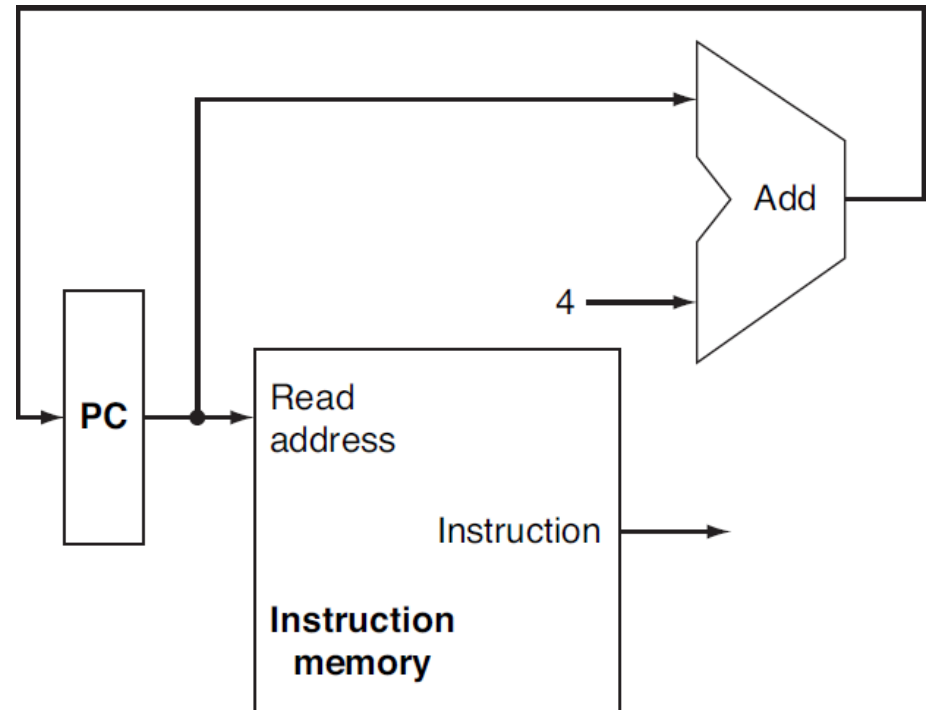 Add
4
PC
Read
address
Instruction
Instruction
memory